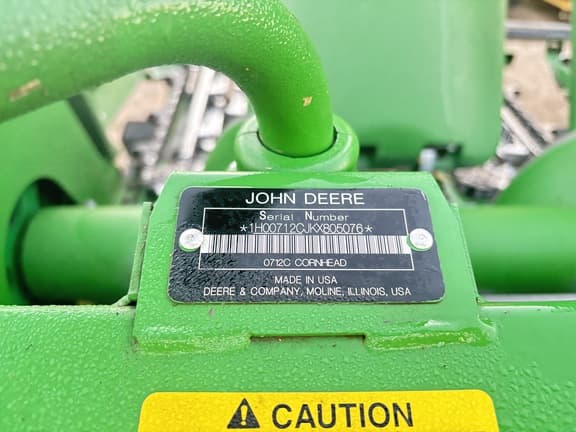 JOHN DEERE
Serial Number
*1H00712CJKX805076*
0712C CORNHEAD
MADE IN USA
DEERE & COMPANY, MOLINE, ILLINOIS, USA
CAUTION